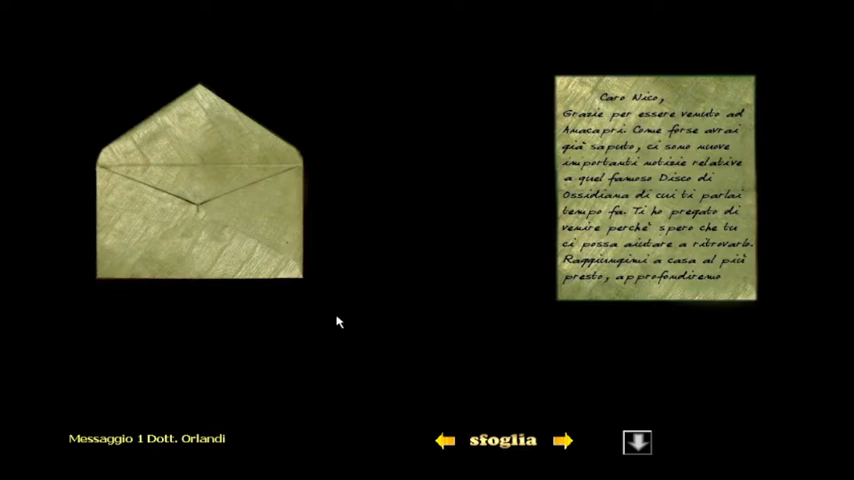 Caro Nico,
Grazie per essere venuto ad
Anacapri. Come forse avrai
già saputo, ci sono nuove
importanti notizie relative
a quel famoso Disco di
Ossidiana di cui ti parlai
tempo fa. Ti ho pregato di
venire perche' spero che tu
ci possa aiutare a ritrovarlo.
Raggiungimi a casa al più
presto, approfondiremo
Messaggio 1 Dott. Orlandi
sfoglia